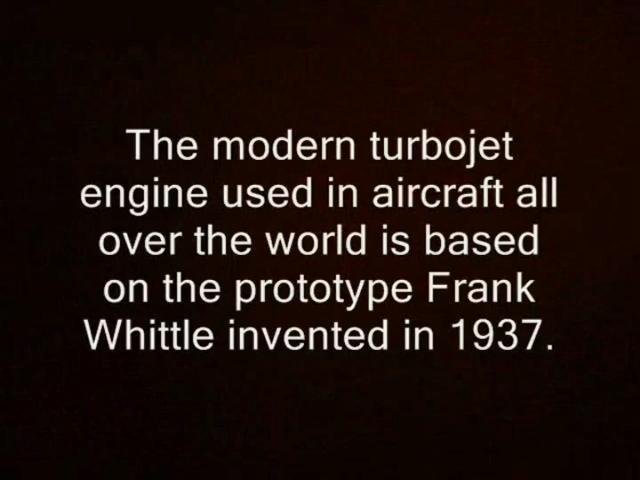 The modern turbojet
engine used in aircraft all
over the world is based
on the prototype Frank
Whittle invented in 1937.